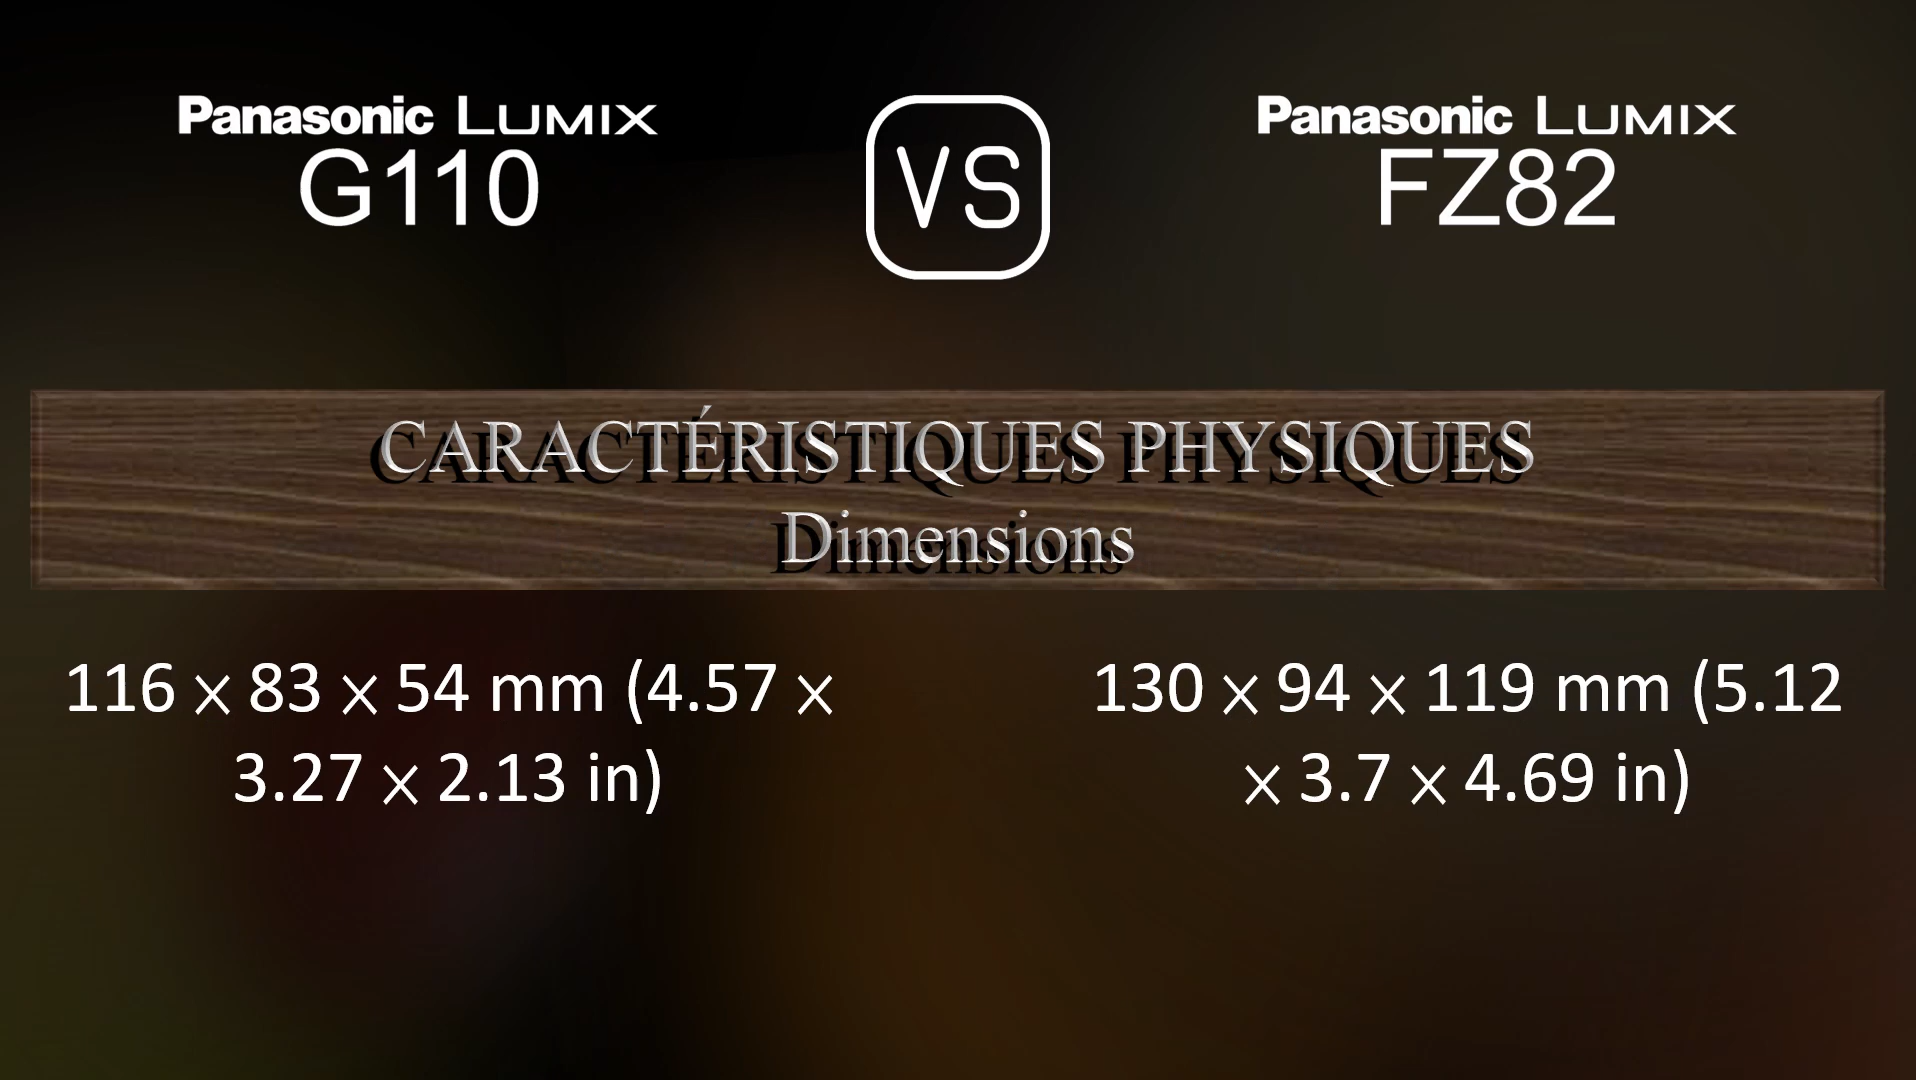 Panasonic LUMIX
G110
VS
Panasonic LUMIX
FZ82
CARACTÉRISTIQUES PHYSIQUES
Dimensions
116 x 83 x 54 mm (4.57 x
3.27 x 2.13 in)
130 x 94 x 119 mm (5.12
x 3.7 x 4.69 in)